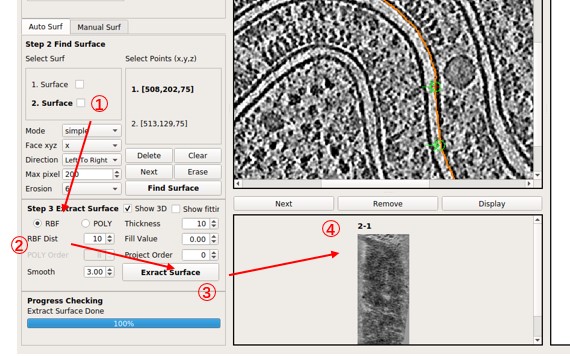 Auto Surf Manual Surf
Step 2 Find Surface
Select Surf Select Points (x,y,z)
1. Surface
2. Surface
①
1. [508,202,75]
2. [513,129,75]
Mode simple
Face xyz x
Direction Left To Right
Max pixel 200
Erosion 6
Delete Clear
Next Erase
Find Surface
Step 3 Extract Surface Show 3D Show fittir
RBF POLY Thickness 10
② RBF Dist 10 Fill Value 0.00
POLY Order Project Order 0
Smooth 3.00 Exract Surface
③
Progress Checking
Extract Surface Done
100%
Next Remove Display
④ 2-1